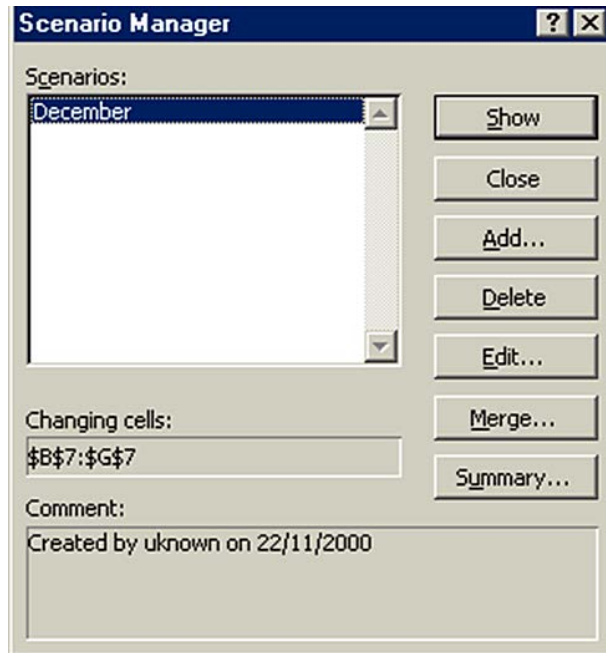 Scenario Manager
Scenarios:
December
Show
Close
Add...
Delete
Edit...
Merge...
Summary...
Changing cells:
$B$7:$G$7
Comment:
Created by uknown on 22/11/2000